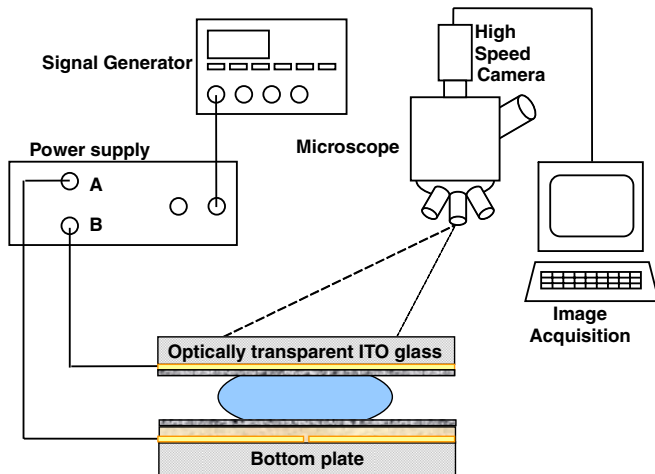 High
Speed
Camera
Signal Generator
Microscope
Power supply
A
B
Image
Acquisition
Optically transparent ITO glass
Bottom plate